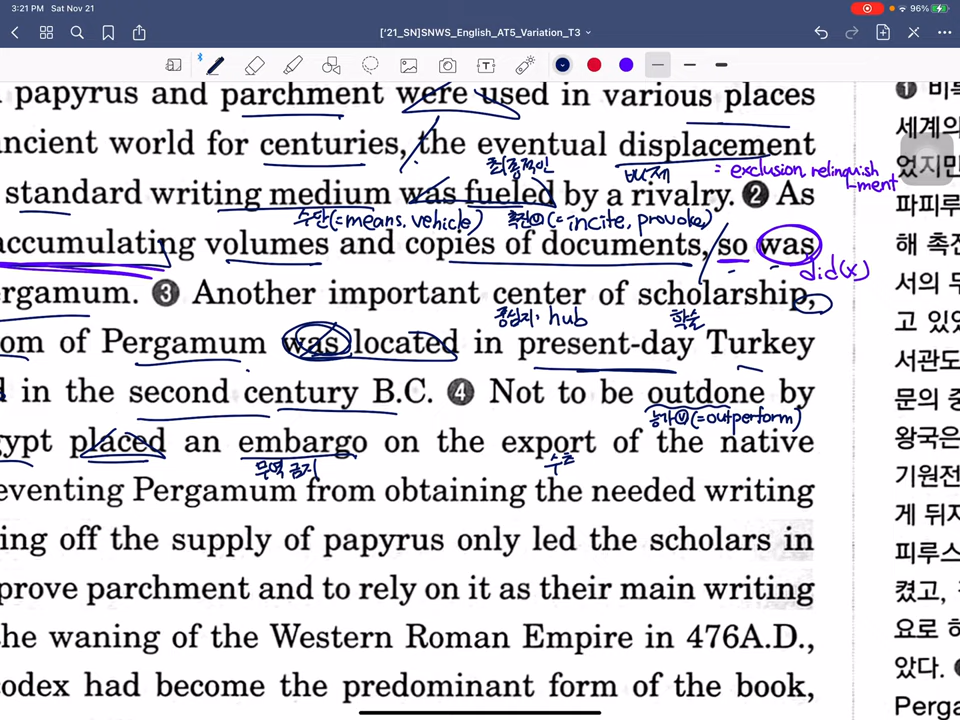 3:21 PM Sat Nov 21
96%
['21_SN]SNWS_English_AT5_Variation_T3
papyrus and parchment were used in various places
ncient world for centuries, the eventual displacement
최종적인
배제
= exclusion, relinquish
-ment
standard writing medium was fueled by a rivalry. ❷ As
수단(=means, vehicle)
촉진ⓥ(=incite, provoke)
accumulating volumes and copies of documents, so was
did(x)
ergamum. ❸ Another important center of scholarship,
중심지. hub
학술
om of Pergamum was located in present-day Turkey
d in the second century B.C. ❹ Not to be outdone by
능가ⓥ(=outperform)
gypt placed an embargo on the export of the native
무역 금지
수출
eventing Pergamum from obtaining the needed writing
ing off the supply of papyrus only led the scholars in
prove parchment and to rely on it as their main writing
he waning of the Western Roman Empire in 476A.D.,
codex had become the predominant form of the book,
❶ 비록
세계의
었지만
파피루
해 촉진
서의 두
고 있었
서관도
문의 중
왕국은
기원전
게 뒤지
피루스
켰고,
요로 하
았다.
Perga